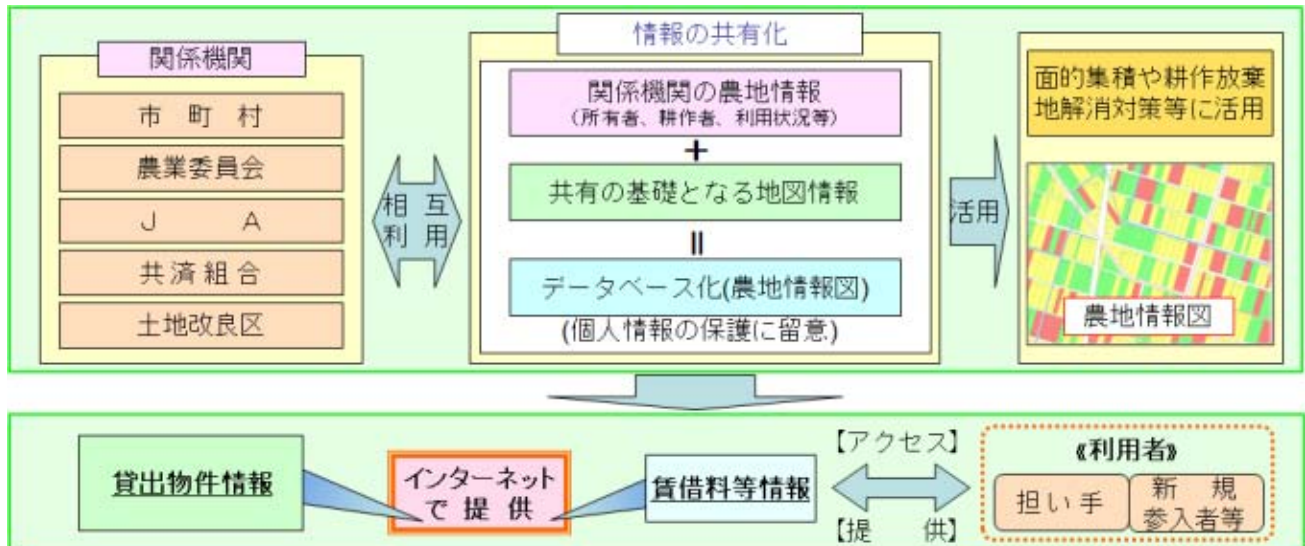 関係機関
市 町 村
農業委員会
Ｊ Ａ
共済組合
土地改良区
相 互
利 用
情報の共有化
関係機関の農地情報
（所有者、耕作者、利用状況等）
＋
共有の基礎となる地図情報
＝
データベース化(農地情報図)
(個人情報の保護に留意)
活用
面的集積や耕作放棄
地解消対策等に活用
農地情報図
貸出物件情報
インターネット
で 提 供
賃借料等情報
【アクセス】
【提 供】
《利用者》
担い手
新 規
参入者等